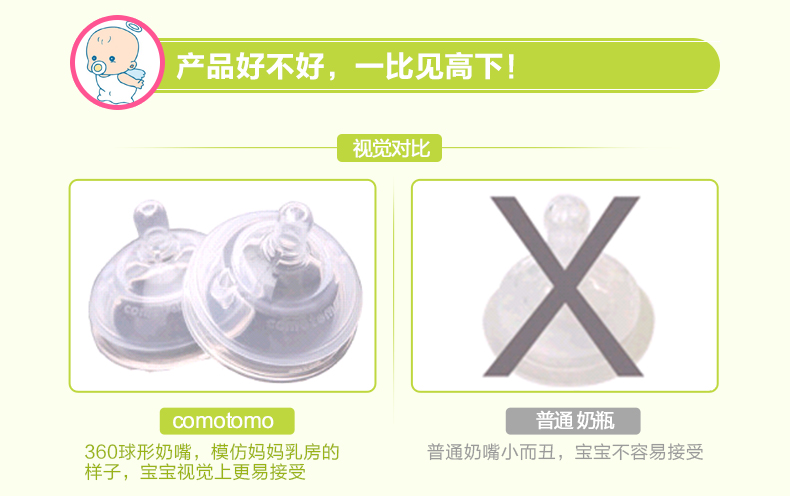 产品好不好，一比见高下！
视觉对比
comotomo
comotomo
comotomo
普通 奶瓶
360球形奶嘴，模仿妈妈乳房的
样子，宝宝视觉上更易接受
普通奶嘴小而丑，宝宝不容易接受